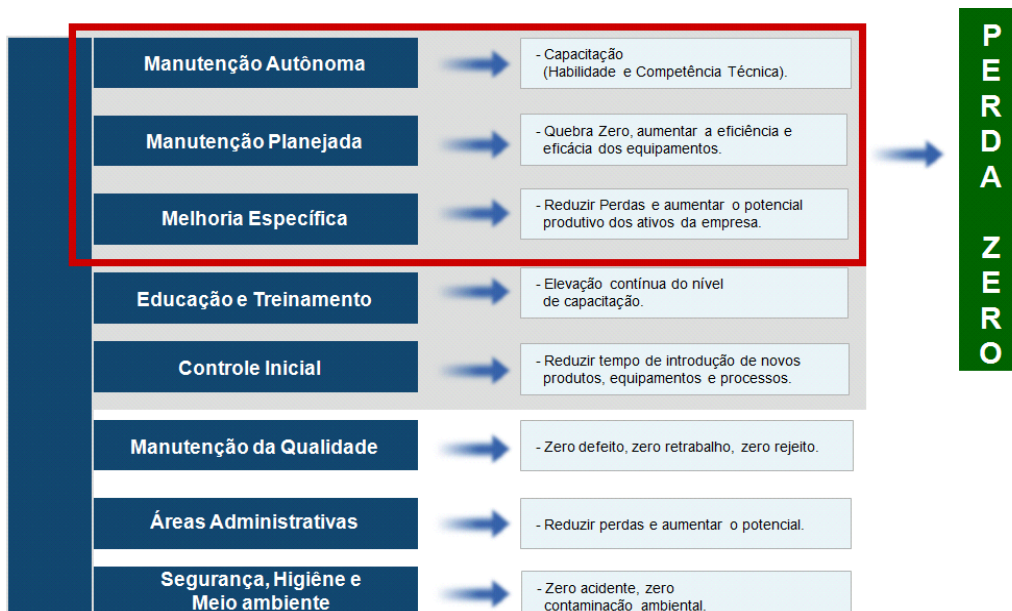 Manutenção Autônoma
- Capacitação
(Habilidade e Competência Técnica).
Manutenção Planejada
- Quebra Zero, aumentar a eficiência e
eficácia dos equipamentos.
Melhoria Específica
- Reduzir Perdas e aumentar o potencial
produtivo dos ativos da empresa.
Educação e Treinamento
- Elevação contínua do nível
de capacitação.
Controle Inicial
- Reduzir tempo de introdução de novos
produtos, equipamentos e processos.
Manutenção da Qualidade
- Zero defeito, zero retrabalho, zero rejeito.
Áreas Administrativas
- Reduzir perdas e aumentar o potencial.
Segurança, Higiêne e
Meio ambiente
- Zero acidente, zero
contaminação ambiental.
PERDA ZERO